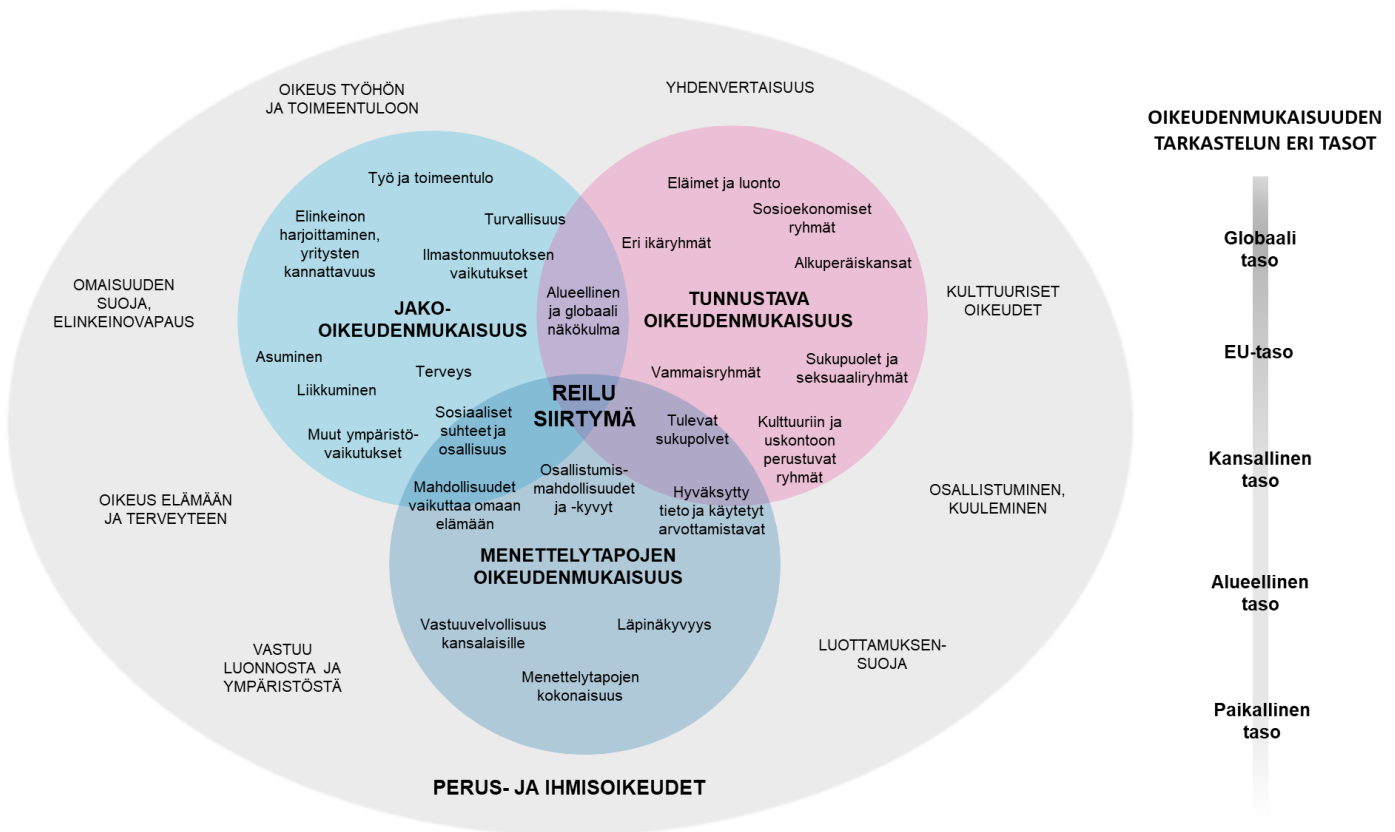 OIKEUS TYÖHÖN
JA TOIMEENTULOON
YHDENVERTAISUUS
OMAISUUDEN
SUOJA,
ELINKEINOVAPAUS
KULTTUURISET
OIKEUDET
OIKEUS ELÄMÄÄN
JA TERVEYTEEN
OSALLISTUMINEN,
KUULEMINEN
VASTUU
LUONNOSTA JA
YMPÄRISTÖSTÄ
LUOTTAMUKSEN-
SUOJA
PERUS- JA IHMISOIKEUDET
Työ ja toimeentulo
Elinkeinon
harjoittaminen,
yritysten
kannattavuus
Turvallisuus
Ilmastonmuutoksen
vaikutukset
JAKO-
OIKEUDENMUKAISUUS
Asuminen
Liikkuminen
Terveys
Muut ympäristö-
vaikutukset
Sosiaaliset
suhteet ja
osallisuus
Alueellinen
ja globaali
näkökulma
Eläimet ja luonto
Sosioekonomiset
ryhmät
Eri ikäryhmät
Alkuperäiskansat
TUNNUSTAVA
OIKEUDENMUKAISUUS
Vammaisryhmät
Sukupuolet ja
seksuaaliryhmät
Kulttuuriin ja
uskontoon
perustuvat
ryhmät
REILU
SIIRTYMÄ
Tulevat
sukupolvet
Mahdollisuudet
vaikuttaa omaan
elämään
Osallistumis-
mahdollisuudet
ja -kyvyt
Hyväksytty
tieto ja käytetyt
arvottamistavat
MENETTELYTAPOJEN
OIKEUDENMUKAISUUS
Vastuuvelvollisuus
kansalaisille
Läpinäkyvyys
Menettelytapojen
kokonaisuus
OIKEUDENMUKAISUUDEN
TARKASTELUN ERI TASOT
Globaali
taso
EU-taso
Kansallinen
taso
Alueellinen
taso
Paikallinen
taso